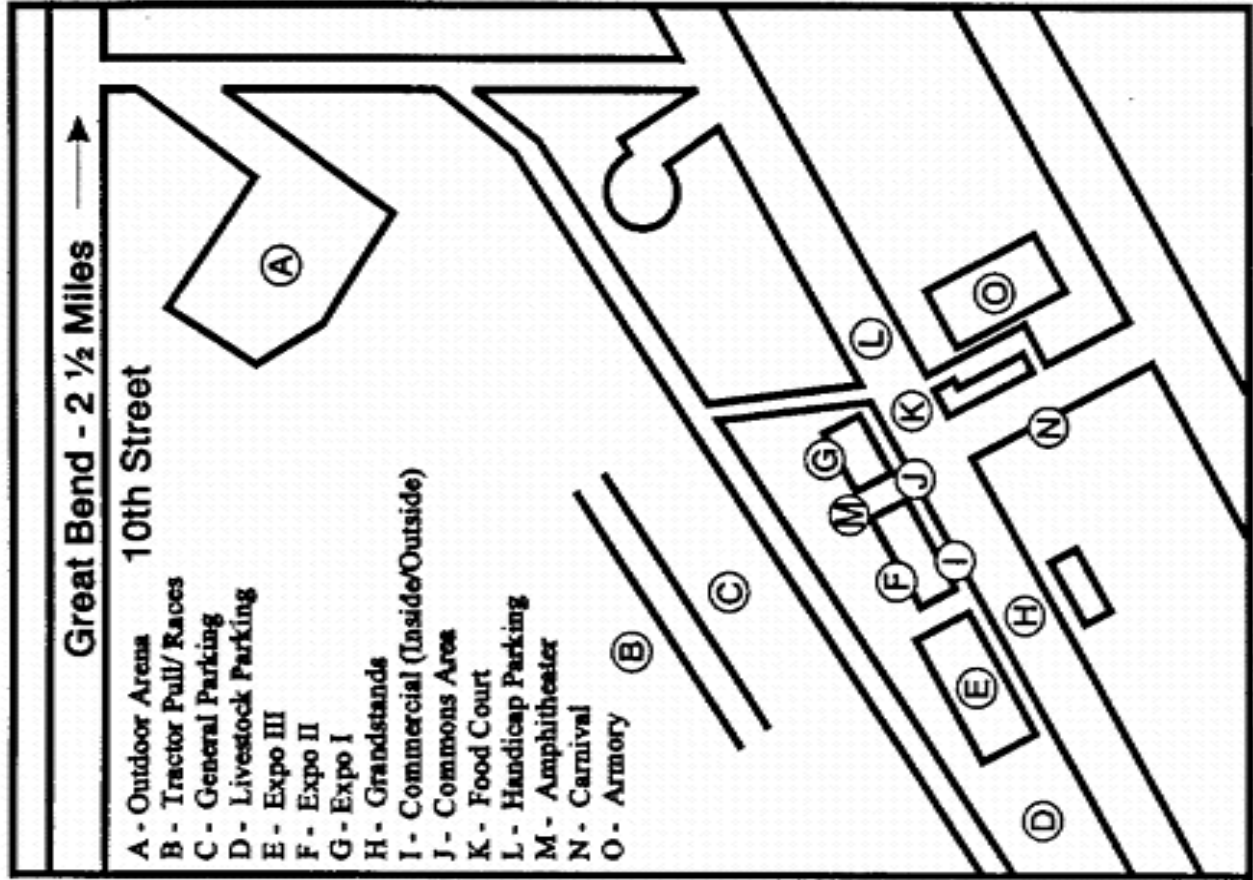 Great Bend - 2 ½ Miles
10th Street
A - Outdoor Arena
B - Tractor Pull/ Races
C - General Parking
D - Livestock Parking
E - Expo III
F - Expo II
G - Expo I
H - Grandstands
I - Commercial (Inside/Outside)
J - Commons Area
K - Food Court
L - Handicap Parking
M - Amphitheater
N - Carnival
O - Armory
A
B
C
L
O
K
G
J
M
N
F
I
H
E
D